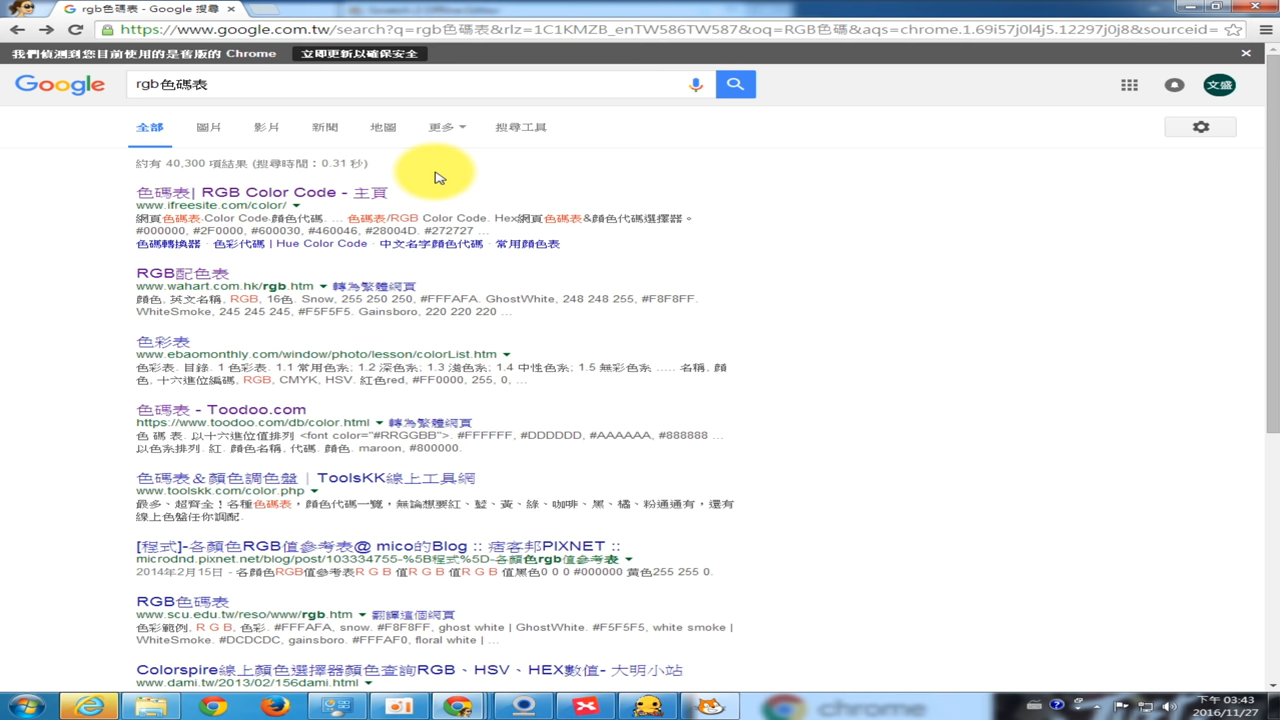 rgb色碼表 - Google 搜尋
https://www.google.com.tw/search?q=rgb色碼表&rlz=1C1KMZB_enTW586TW587&oq=RGB色碼&aqs=chrome.1.69i57j0l4j5.12297j0j8&sourceid=
我們偵測到您目前使用的是舊版的 Chrome 立即更新以確保安全
Google rgb色碼表 文盛
全部 圖片 影片 新聞 地圖 更多 搜尋工具
約有 40,300 項結果 (搜尋時間：0.31 秒)
色碼表| RGB Color Code - 主頁
www.ifreesite.com/color/
網頁色碼表.Color Code.顏色代碼. ... 色碼表/RGB Color Code. Hex網頁色碼表&顏色代碼選擇器。
#000000, #2F0000, #600030, #460046, #28004D. #272727 ...
色碼轉換器 · 色彩代碼 | Hue Color Code · 中文名字顏色代碼 · 常用顏色表
RGB配色表
www.wahart.com.hk/rgb.htm 轉為繁體網頁
顏色, 英文名稱, RGB, 16色. Snow, 255 250 250, #FFFAFA. GhostWhite, 248 248 255, #F8F8FF.
WhiteSmoke, 245 245 245, #F5F5F5. Gainsboro, 220 220 220 ...
色彩表
www.ebaomonthly.com/window/photo/lesson/colorList.htm
色彩表. 目錄. 1 色彩表. 1.1 常用色系; 1.2 深色系; 1.3 淺色系; 1.4 中性色系; 1.5 無彩色系 ..... 名稱, 顏
色, 十六進位編碼, RGB, CMYK, HSV. 紅色red, #FF0000, 255, 0, ...
色碼表 - Toodoo.com
https://www.toodoo.com/db/color.html 轉為繁體網頁
色 碼 表. 以十六進位值排列 <font color="#RRGGBB">. #FFFFFF, #DDDDDD, #AAAAAA, #888888 ...
以色系排列. 紅. 顏色名稱, 代碼. 顏色. maroon, #800000.
色碼表＆顏色調色盤｜ToolsKK線上工具網
www.toolskk.com/color.php
最多、超齊全！各種色碼表，顏色代碼一覽，無論想要紅、藍、黃、綠、咖啡、黑、橘、粉通通有，還有
線上色盤任你調配.
[程式]-各顏色RGB值參考表@ mico的Blog :: 痞客邦PIXNET ::
microdnd.pixnet.net/blog/post/103334755-%5B程式%5D-各顏色rgb值參考表
2014年2月15日 - 各顏色RGB值參考表R G B 值R G B 值R G B 值黑色0 0 0 #000000 黃色255 255 0.
RGB色碼表
www.scu.edu.tw/reso/www/rgb.htm 翻譯這個網頁
色彩範例, R G B, 色彩. #FFFAFA, snow. #F8F8FF, ghost white | GhostWhite. #F5F5F5, white smoke |
WhiteSmoke. #DCDCDC, gainsboro. #FFFAF0, floral white | ...
Colorspire線上顏色選擇器顏色查詢RGB、HSV、HEX數值- 大明小站
www.dami.tw/2013/02/156dami.html
chrome
下午 03:43
2016/11/27